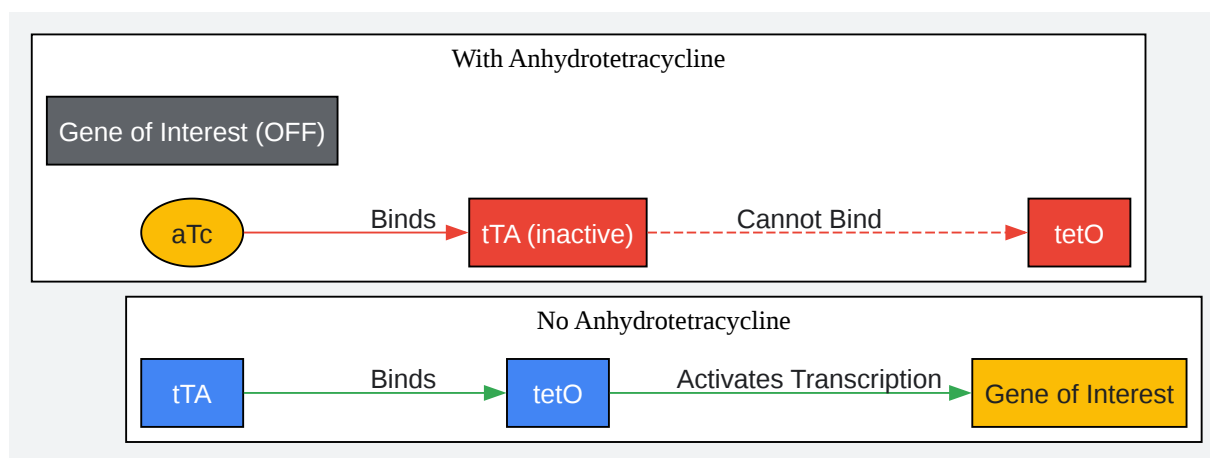 With Anhydrotetracycline
Gene of Interest (OFF)
aTc
Binds
tTA (inactive)
Cannot Bind
tetO
No Anhydrotetracycline
tTA
Binds
tetO
Activates Transcription
Gene of Interest